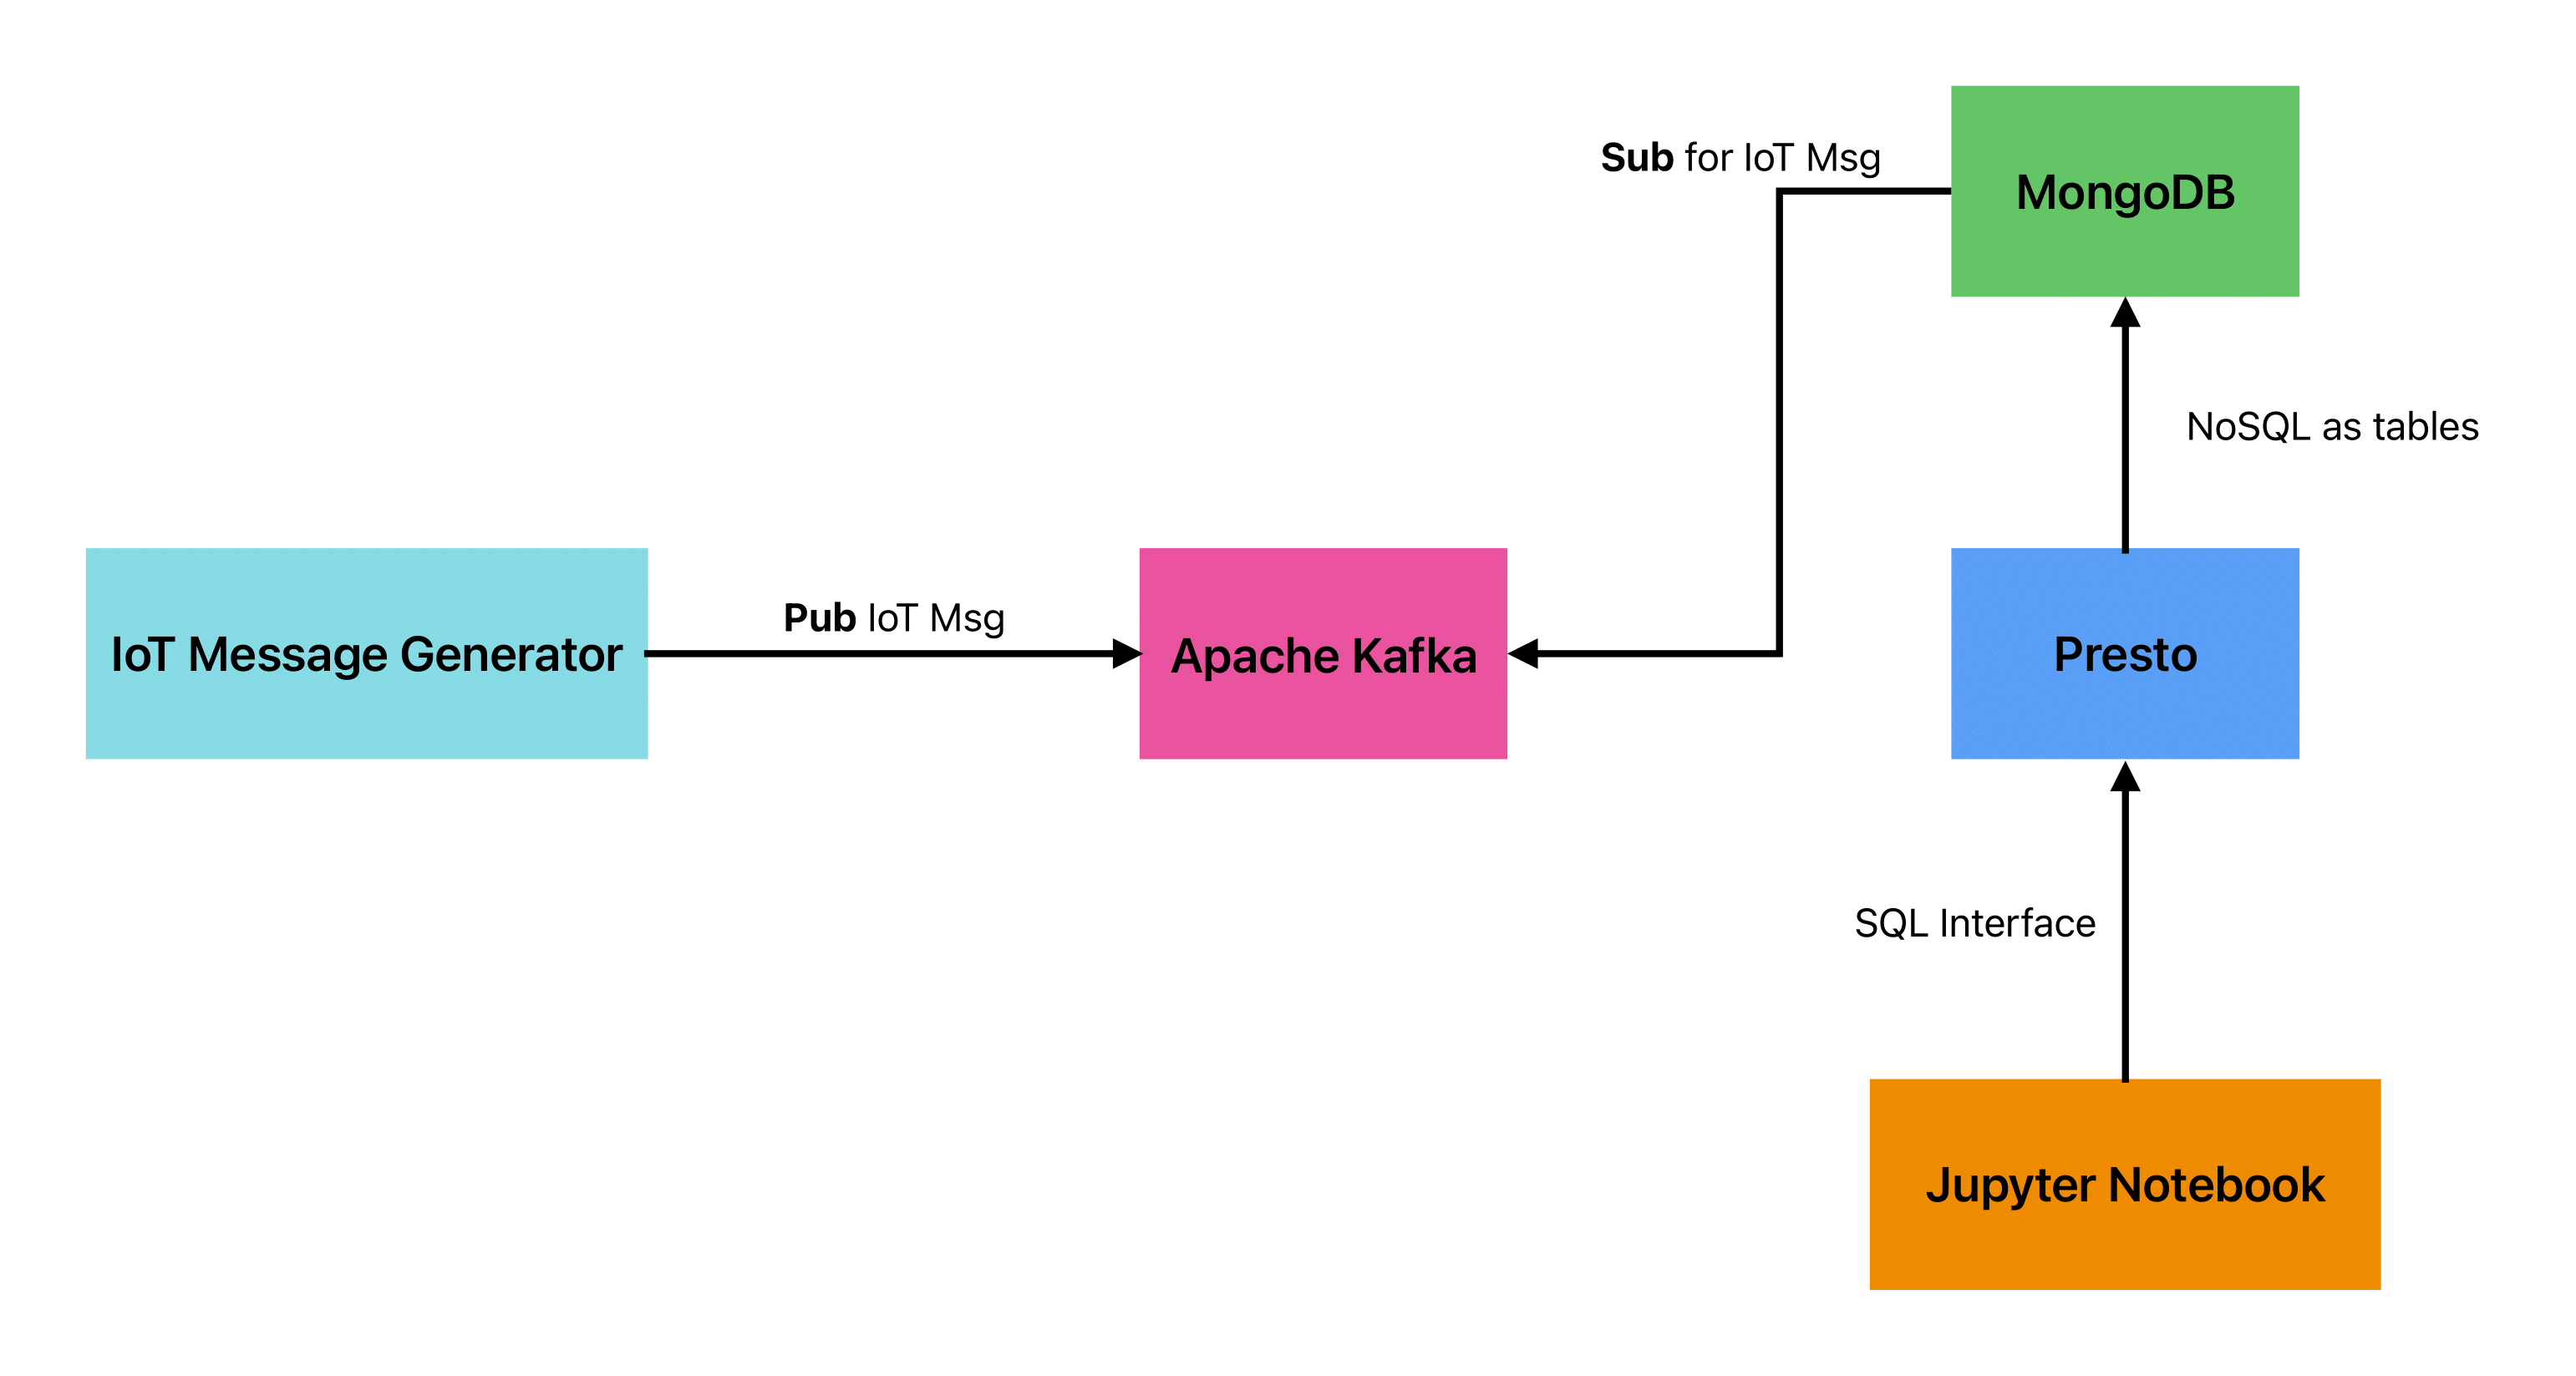 MongoDB
Sub for IoT Msg
NoSQL as tables
IoT Message Generator
Pub IoT Msg
Apache Kafka
Presto
SQL Interface
Jupyter Notebook